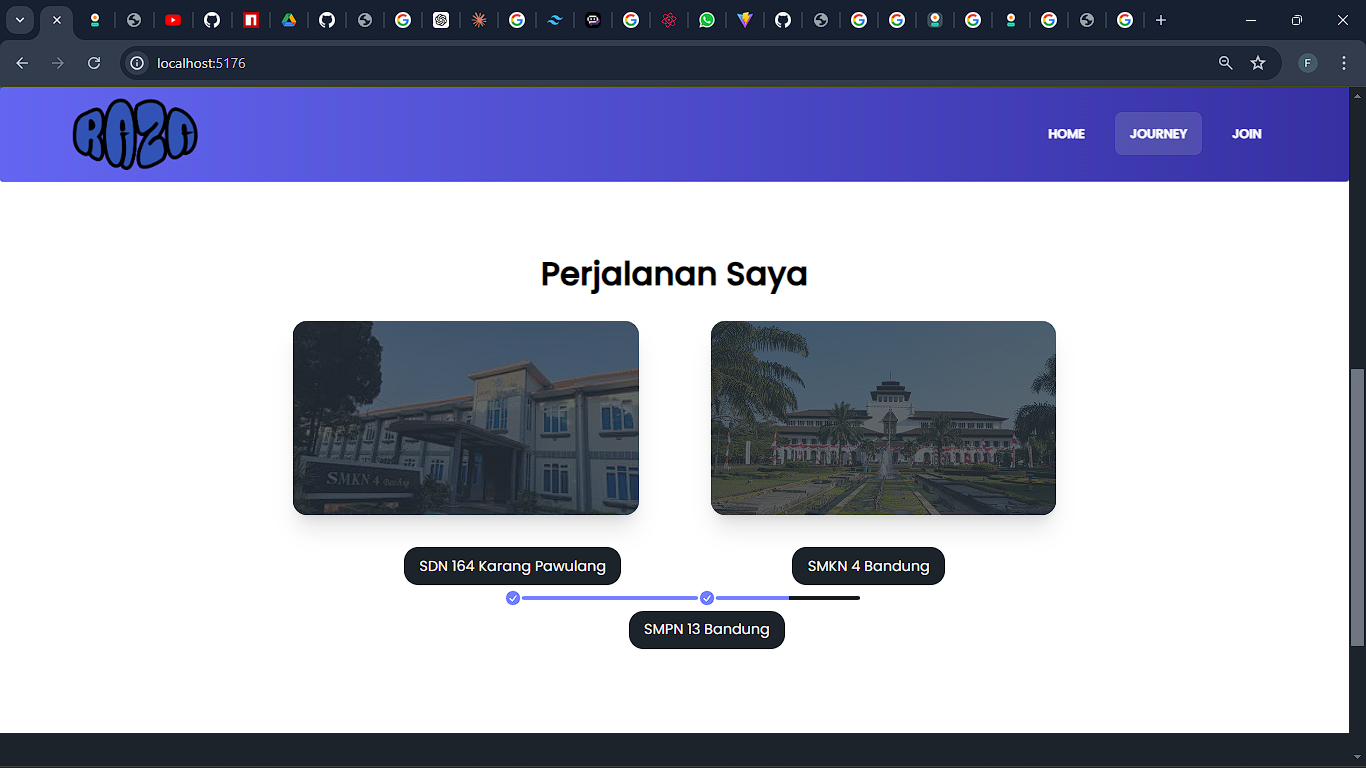 localhost:5176
F
RAZA
HOME
JOURNEY
JOIN
Perjalanan Saya
SMKN 4 Bandung
SDN 164 Karang Pawulang
SMKN 4 Bandung
SMPN 13 Bandung